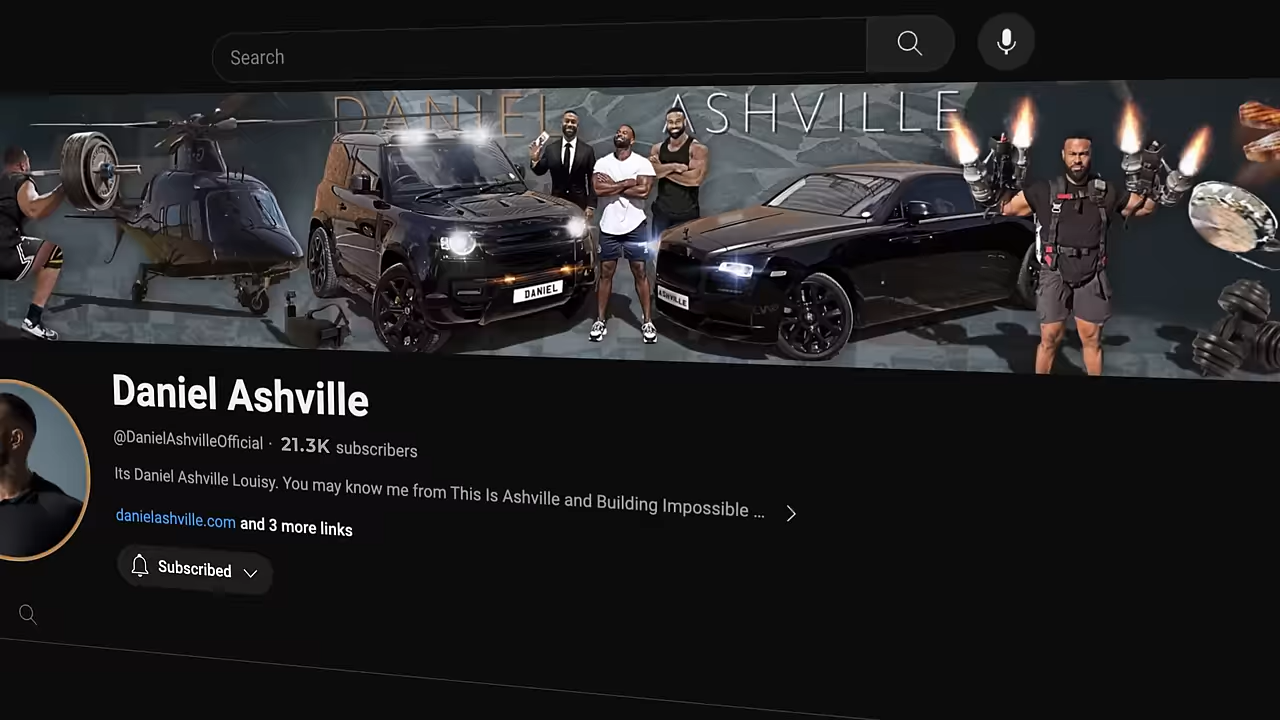 Search
DANIEL ASHVILLE
DANIEL
ASHVILLE
Daniel Ashville
@DanielAshvilleOfficial · 21.3K subscribers
Its Daniel Ashville Louisy. You may know me from This Is Ashville and Building Impossible ...
danielashville.com and 3 more links
Subscribed